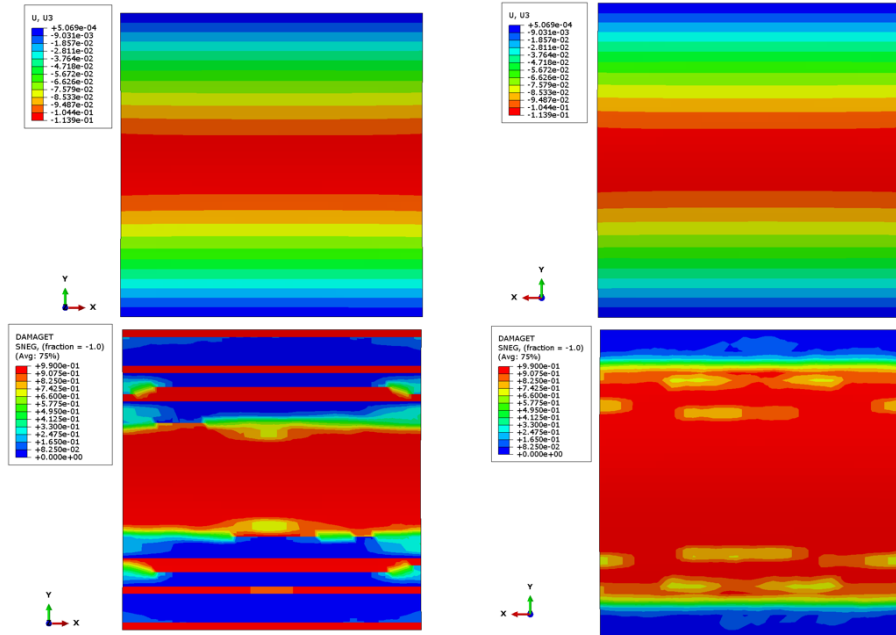 U, U3
+5.069e-04
-9.031e-03
-1.857e-02
-2.811e-02
-3.764e-02
-4.718e-02
-5.672e-02
-6.626e-02
-7.579e-02
-8.533e-02
-9.487e-02
-1.044e-01
-1.139e-01
Y
X
U, U3
+5.069e-04
-9.031e-03
-1.857e-02
-2.811e-02
-3.764e-02
-4.718e-02
-5.672e-02
-6.626e-02
-7.579e-02
-8.533e-02
-9.487e-02
-1.044e-01
-1.139e-01
Y
X
DAMAGET
SNEG, (fraction = -1.0)
(Avg: 75%)
+9.900e-01
+9.075e-01
+8.250e-01
+7.425e-01
+6.600e-01
+5.775e-01
+4.950e-01
+4.125e-01
+3.300e-01
+2.475e-01
+1.650e-01
+8.250e-02
+0.000e+00
Y
X
DAMAGET
SNEG, (fraction = -1.0)
(Avg: 75%)
+9.900e-01
+9.075e-01
+8.250e-01
+7.425e-01
+6.600e-01
+5.775e-01
+4.950e-01
+4.125e-01
+3.300e-01
+2.475e-01
+1.650e-01
+8.250e-02
+0.000e+00
Y
X